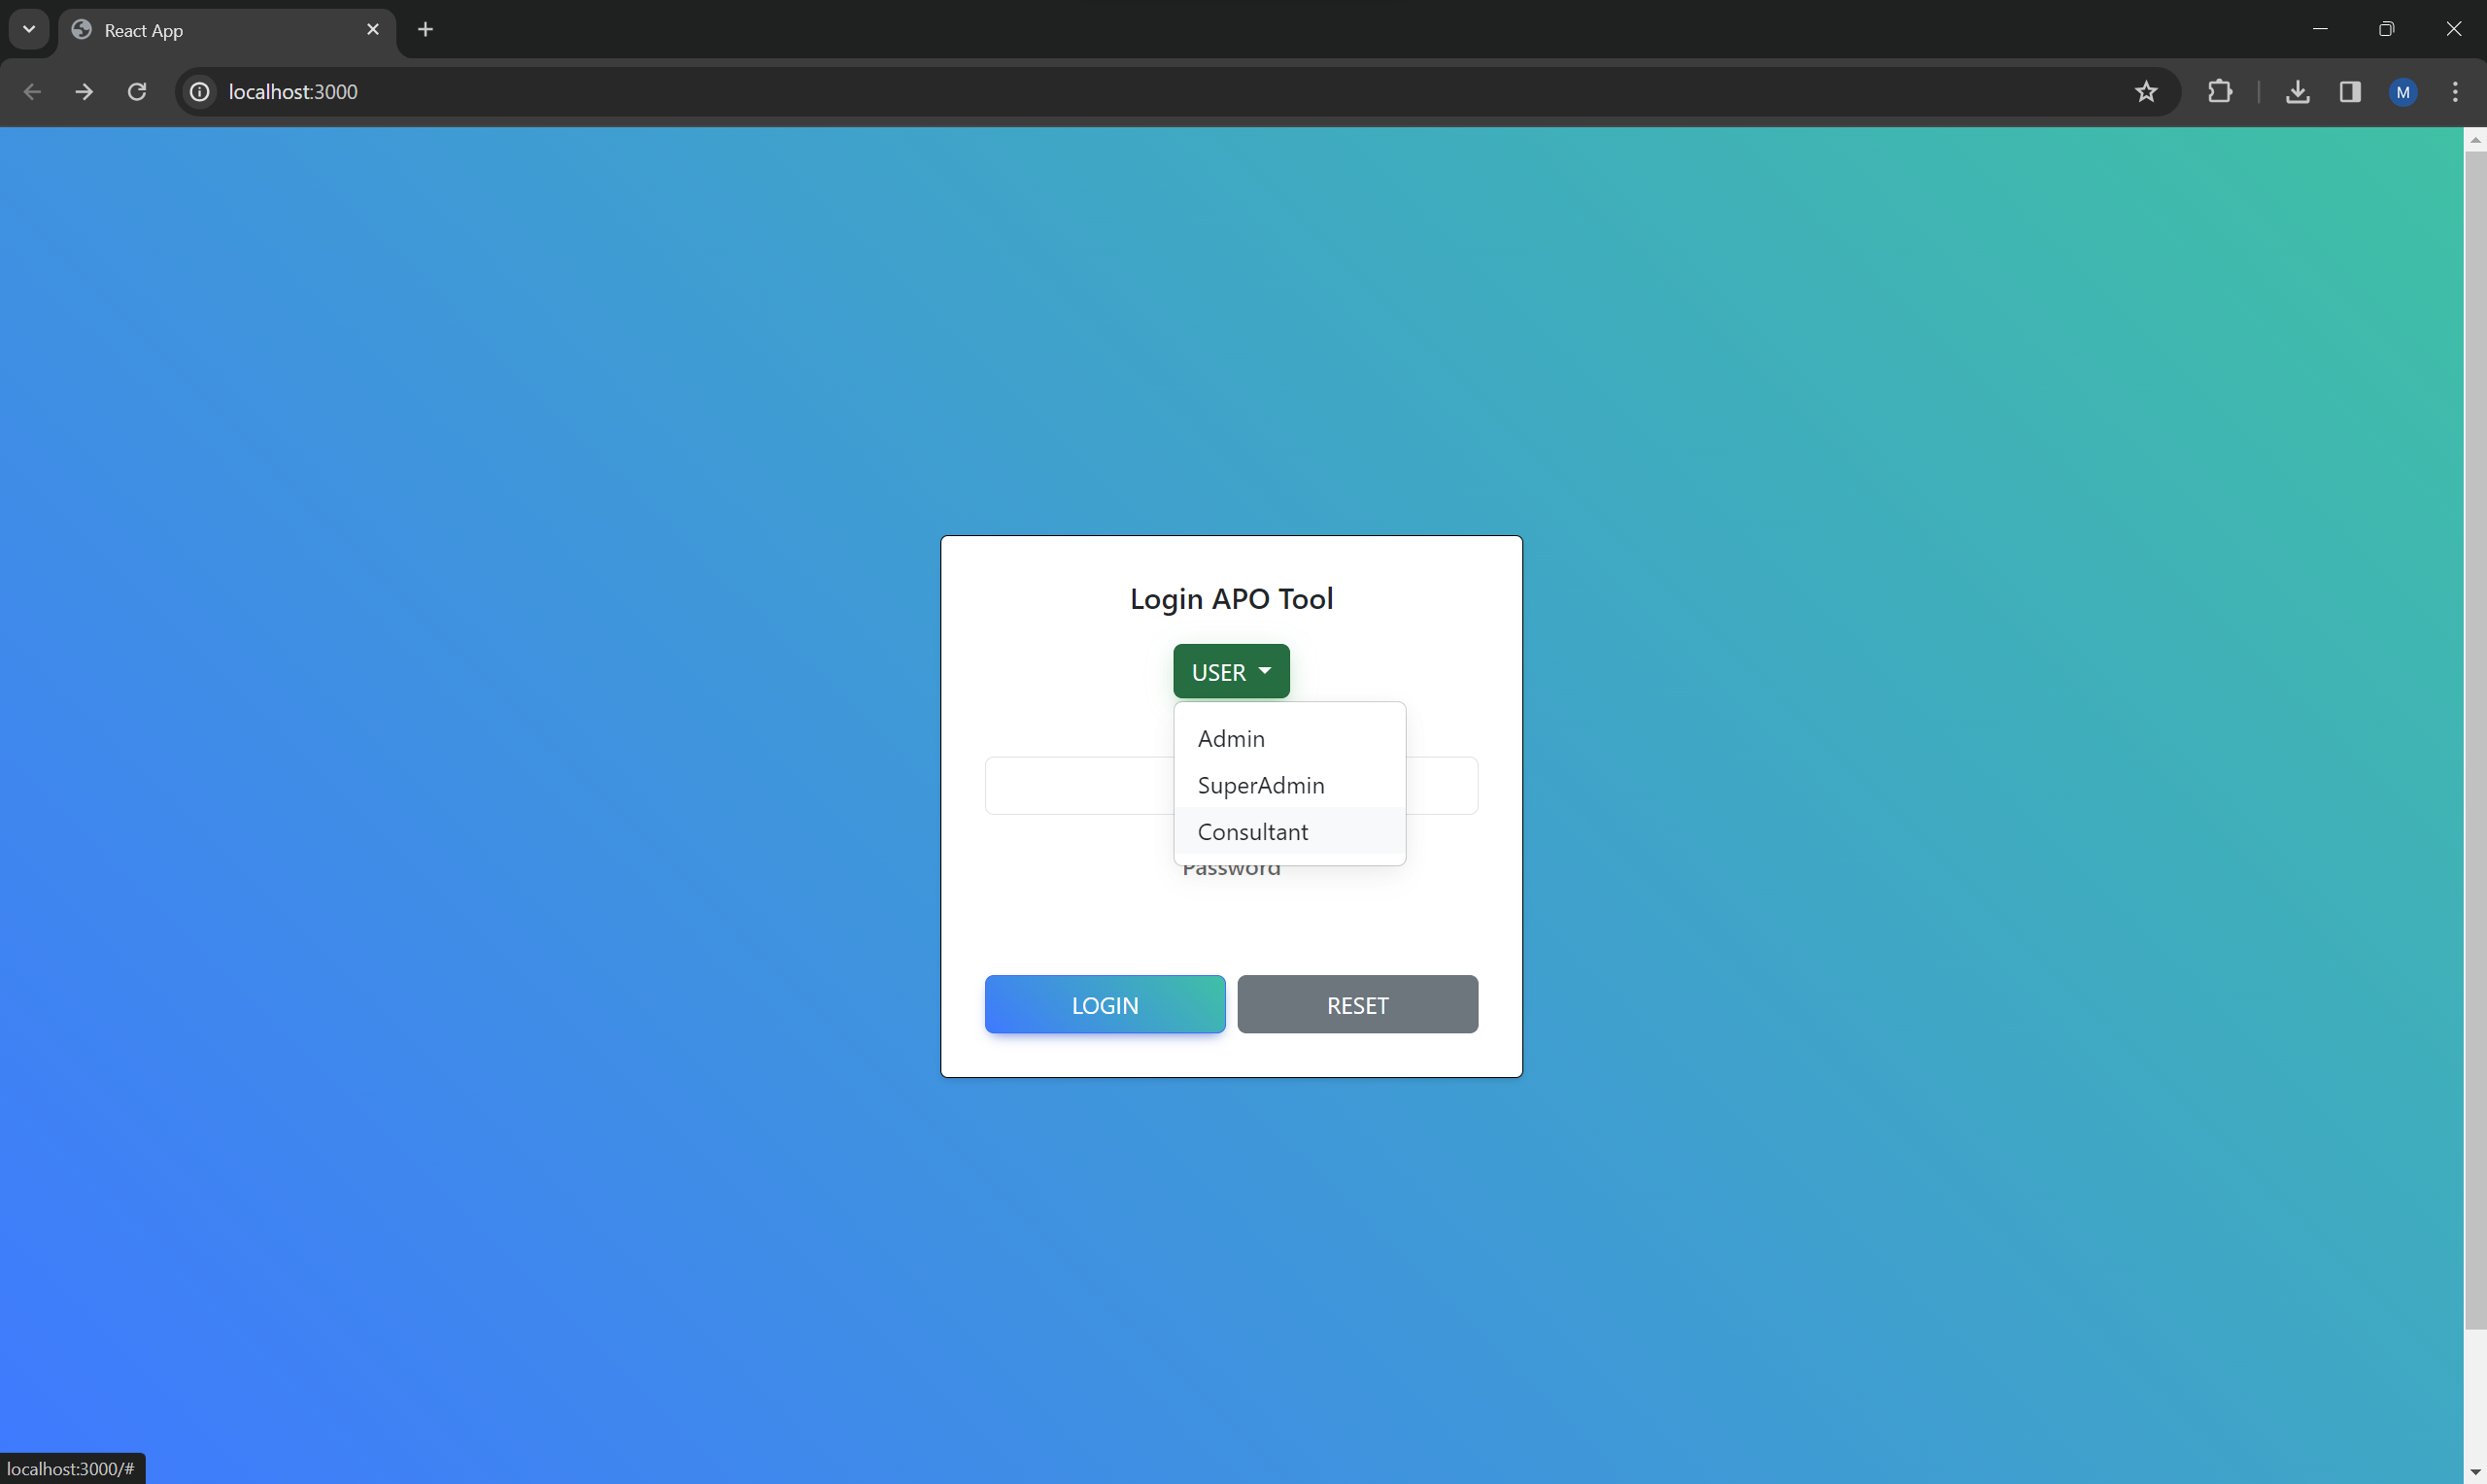 React App
localhost:3000
M
Login APO Tool
USER
Admin
SuperAdmin
Consultant
Password
LOGIN
RESET
localhost:3000/#